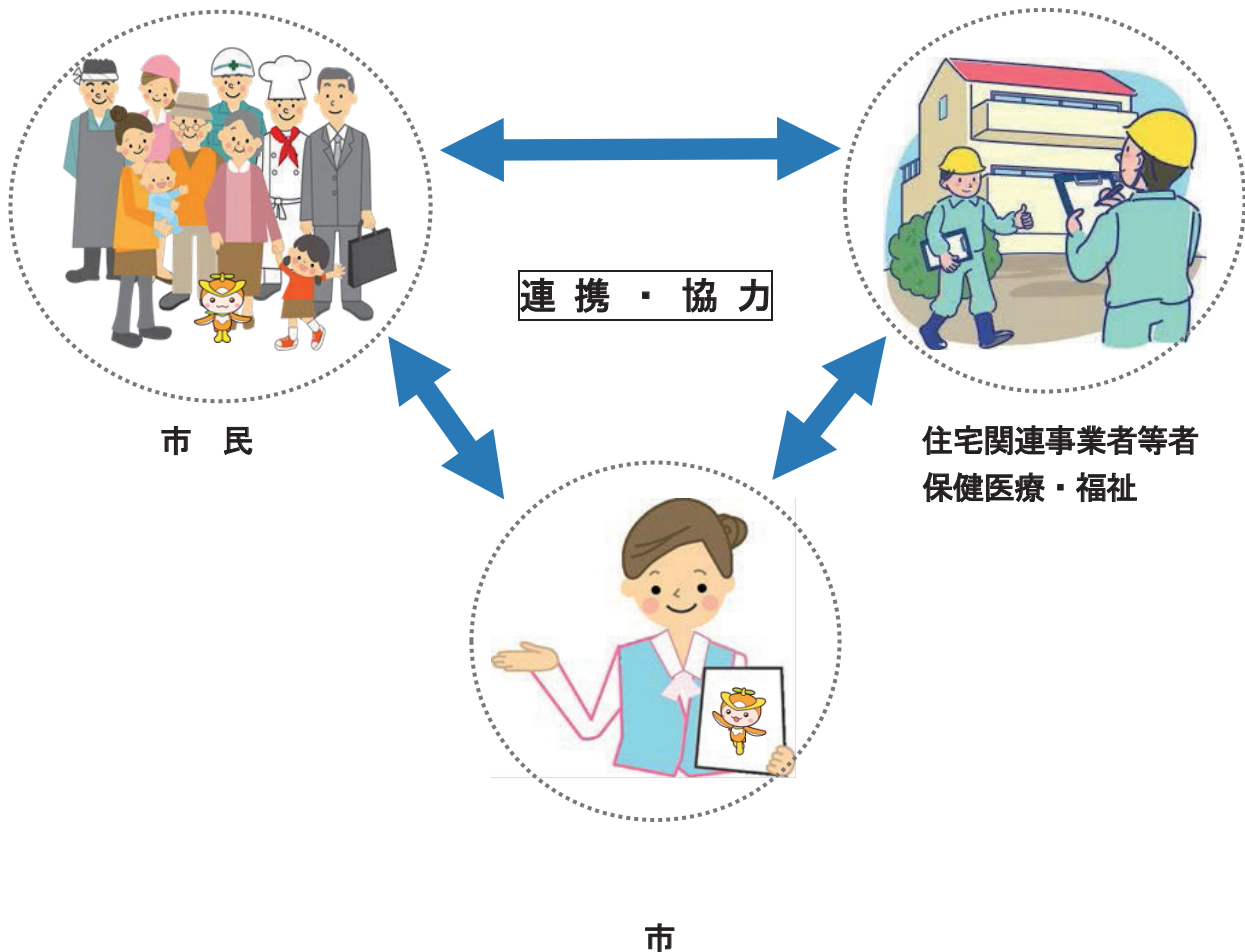 連携・協力
市　民
住宅関連事業者等者
保健医療・福祉
市